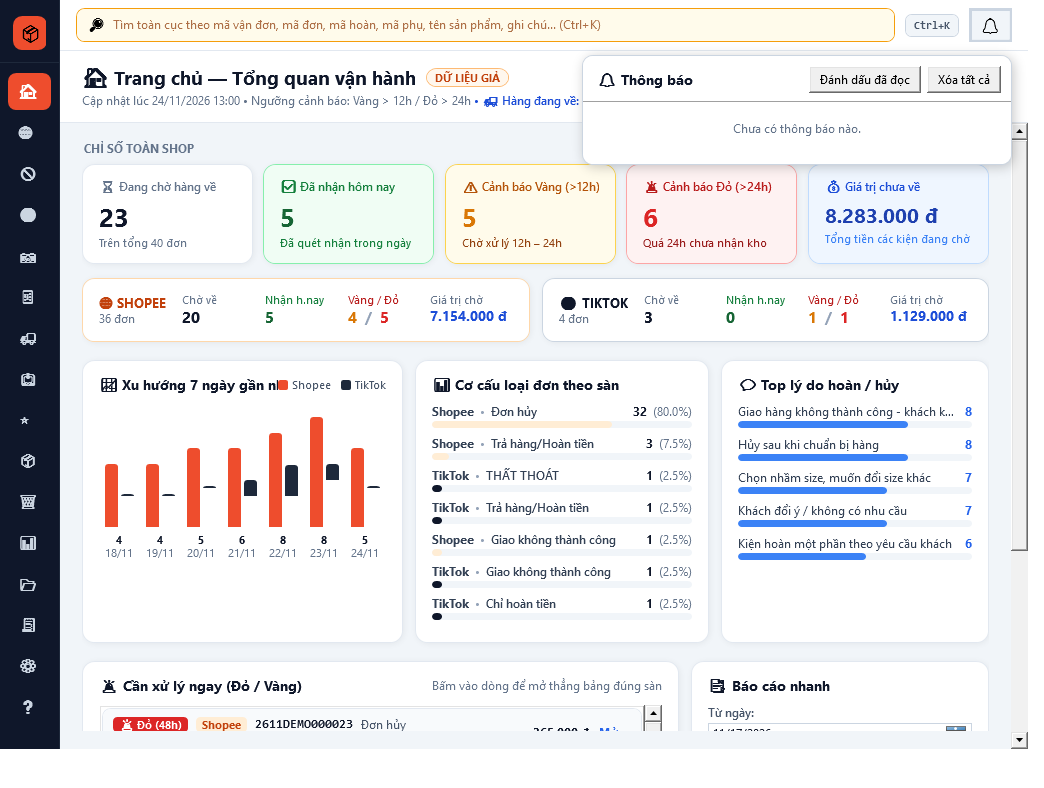 Tìm toàn cục theo mã vận đơn, mã đơn, mã hoàn, mã phụ, tên sản phẩm, ghi chú... (Ctrl+K)
Ctrl+K
Trang chủ — Tổng quan vận hành
DỮ LIỆU GIẢ
Cập nhật lúc 24/11/2026 13:00 • Ngưỡng cảnh báo: Vàng > 12h / Đỏ > 24h • Hàng đang về:
Thông báo
Đánh dấu đã đọc
Xóa tất cả
Chưa có thông báo nào.
CHỈ SỐ TOÀN SHOP
Đang chờ hàng về
23
Trên tổng 40 đơn
Đã nhận hôm nay
5
Đã quét nhận trong ngày
Cảnh báo Vàng (>12h)
5
Chờ xử lý 12h – 24h
Cảnh báo Đỏ (>24h)
6
Quá 24h chưa nhận kho
Giá trị chưa về
8.283.000 đ
Tổng tiền các kiện đang chờ
SHOPEE
36 đơn
Chờ về
20
Nhận h.nay
5
Vàng / Đỏ
4 / 5
Giá trị chờ
7.154.000 đ
TIKTOK
4 đơn
Chờ về
3
Nhận h.nay
0
Vàng / Đỏ
1 / 1
Giá trị chờ
1.129.000 đ
Xu hướng 7 ngày gần
Shopee
TikTok
4 4 5 6 8 8 5
18/11 19/11 20/11 21/11 22/11 23/11 24/11
Cơ cấu loại đơn theo sàn
Shopee • Đơn hủy 32 (80.0%)
Shopee • Trả hàng/Hoàn tiền 3 (7.5%)
TikTok • THẤT THOÁT 1 (2.5%)
TikTok • Trả hàng/Hoàn tiền 1 (2.5%)
Shopee • Giao không thành công 1 (2.5%)
TikTok • Giao không thành công 1 (2.5%)
TikTok • Chỉ hoàn tiền 1 (2.5%)
Top lý do hoàn / hủy
Giao hàng không thành công - khách k... 8
Hủy sau khi chuẩn bị hàng 8
Chọn nhầm size, muốn đổi size khác 7
Khách đổi ý / không có nhu cầu 7
Kiện hoàn một phần theo yêu cầu khách 6
Cần xử lý ngay (Đỏ / Vàng)
Bấm vào dòng để mở thẳng bảng đúng sàn
Đỏ (48h) Shopee 2611DEMO000023 Đơn hủy
Báo cáo nhanh
Từ ngày: